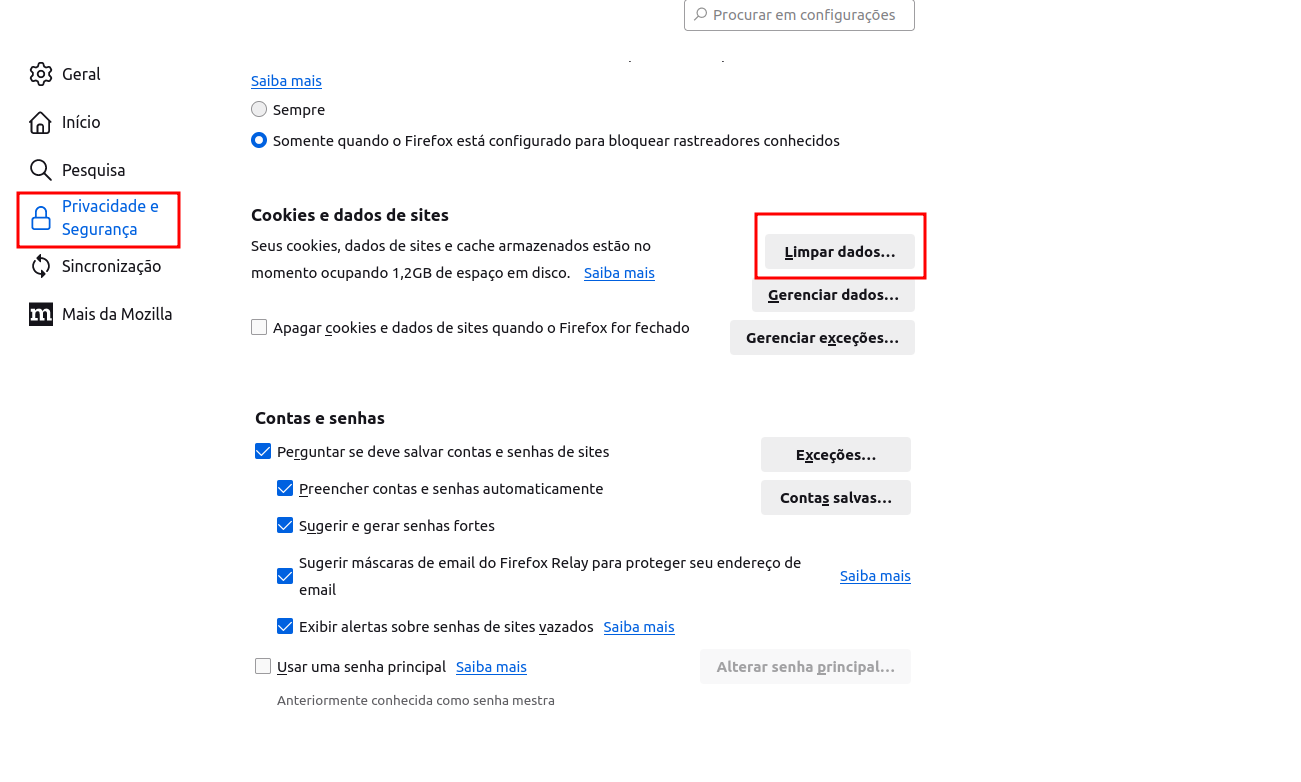 Procurar em configurações
Geral
Início
Pesquisa
Privacidade e
Segurança
Sincronização
m
Mais da Mozilla
Saiba mais
Sempre
Somente quando o Firefox está configurado para bloquear rastreadores conhecidos
Cookies e dados de sites
Seus cookies, dados de sites e cache armazenados estão no
momento ocupando 1,2GB de espaço em disco. Saiba mais
Limpar dados...
Gerenciar dados...
Apagar cookies e dados de sites quando o Firefox for fechado
Gerenciar exceções...
Contas e senhas
Perguntar se deve salvar contas e senhas de sites
Exceções...
Preencher contas e senhas automaticamente
Contas salvas...
Sugerir e gerar senhas fortes
Sugerir máscaras de email do Firefox Relay para proteger seu endereço de
email
Saiba mais
Exibir alertas sobre senhas de sites vazados Saiba mais
Usar uma senha principal Saiba mais
Alterar senha principal...
Anteriormente conhecida como senha mestra